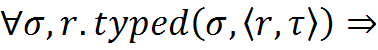 ∀σ, r. typed(σ, ⟨r, τ⟩) ⇒